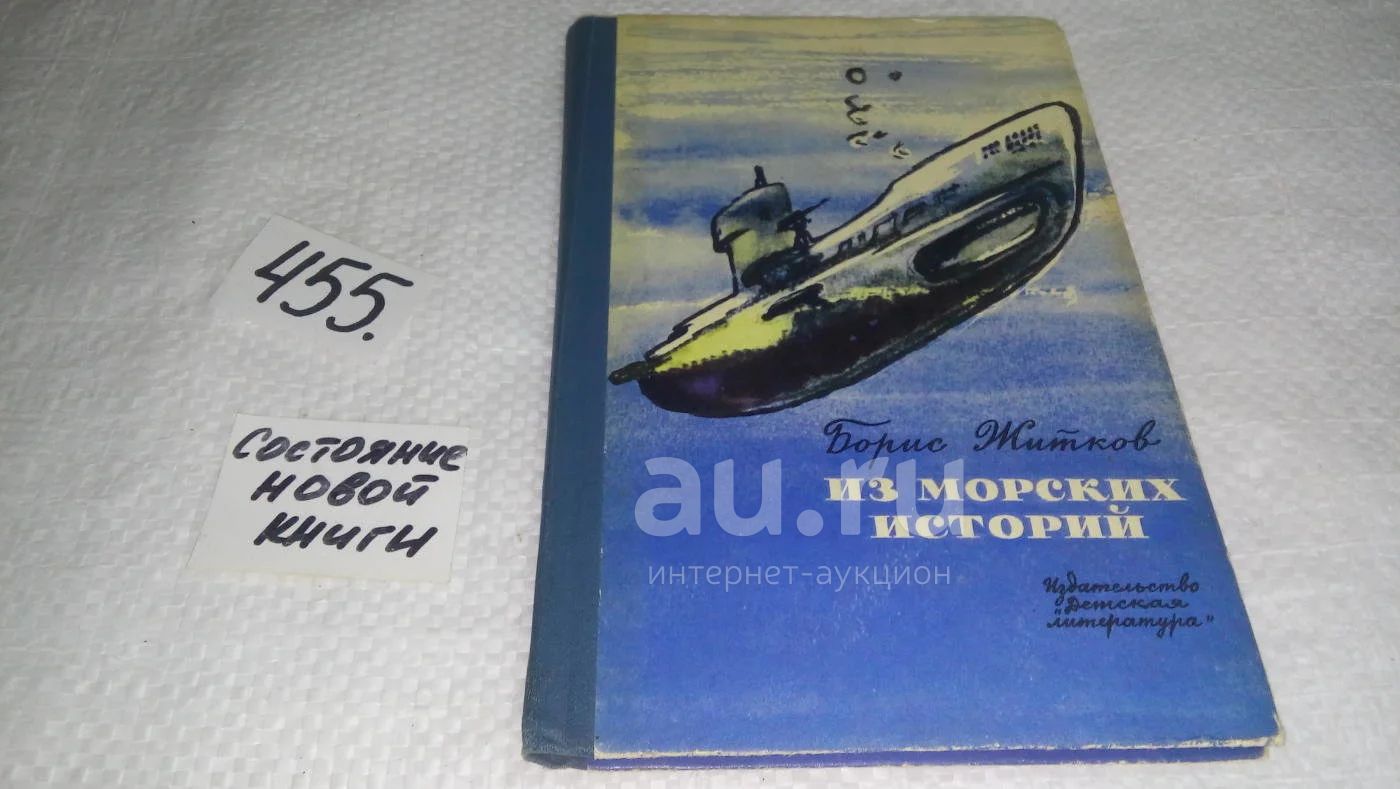 455.
Состояние
новой
книги
Борис Житков
ИЗ МОРСКИХ
ИСТОРИЙ
Издательство
"Детская
литература"
au.ru
интернет-аукцион